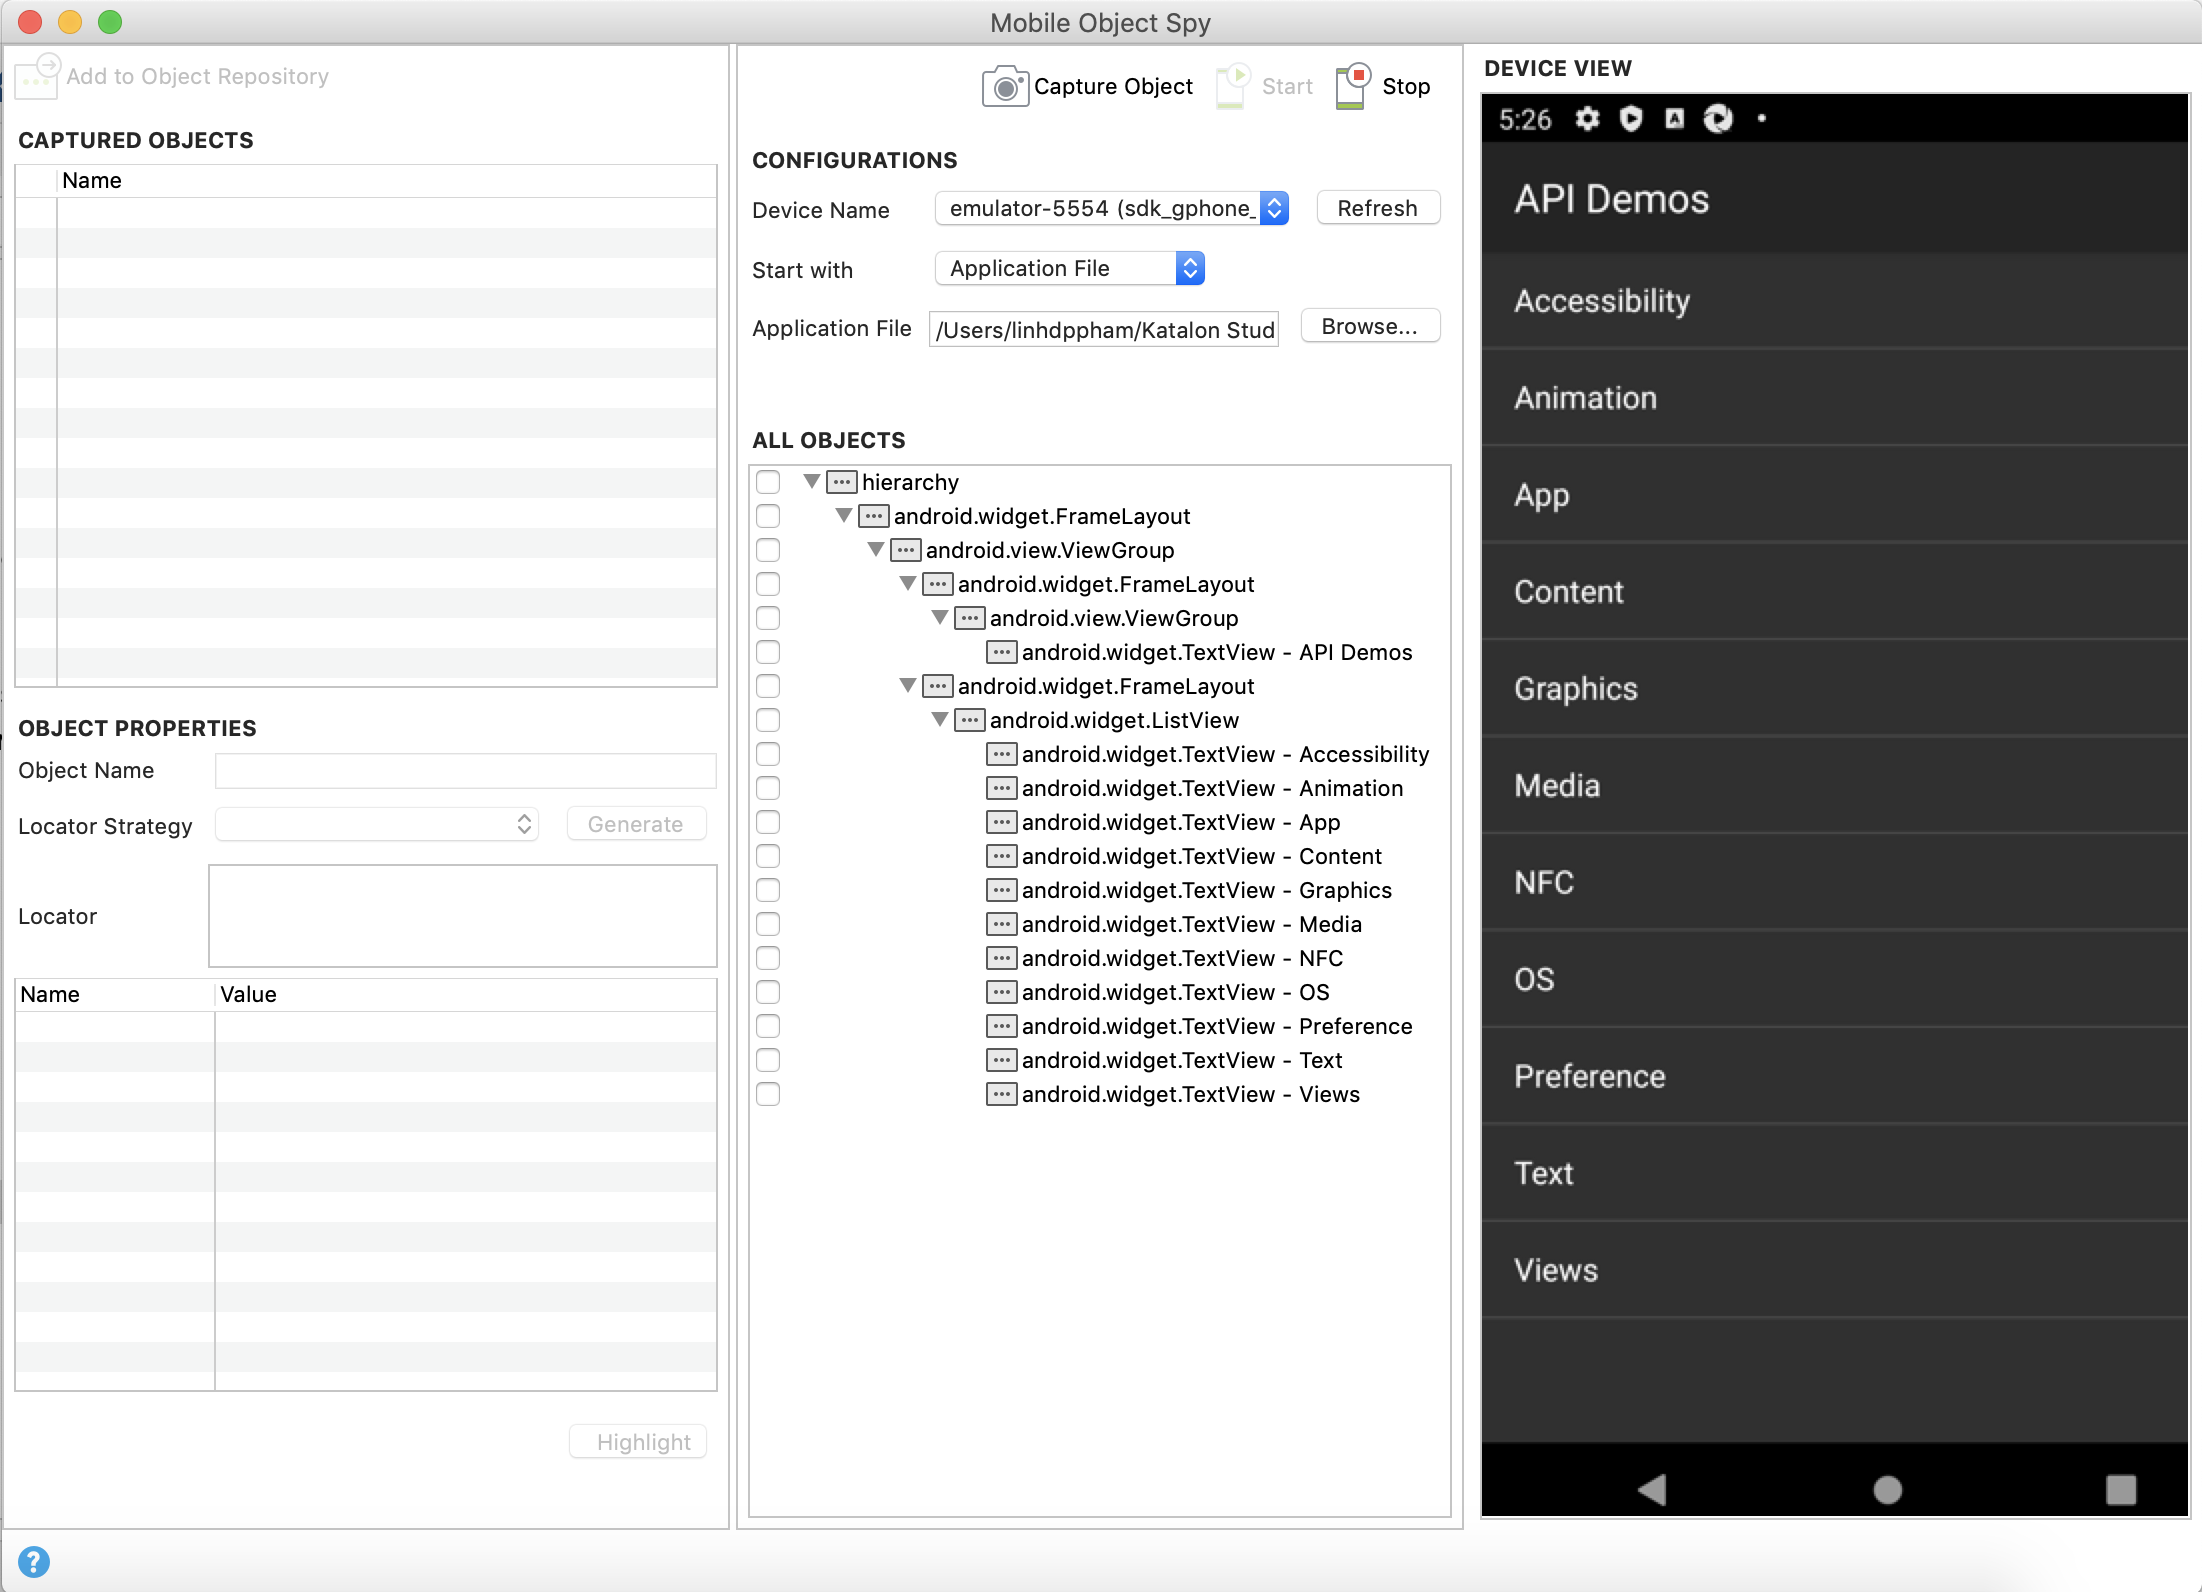 Mobile Object Spy
Add to Object Repository
CAPTURED OBJECTS
Name
OBJECT PROPERTIES
Object Name
Locator Strategy
Generate
Locator
Name Value
Highlight
?
Capture Object Start Stop
CONFIGURATIONS
Device Name emulator-5554 (sdk_gphone_ Refresh
Start with Application File
Application File /Users/linhdppham/Katalon Stud Browse...
ALL OBJECTS
hierarchy
android.widget.FrameLayout
android.view.ViewGroup
android.widget.FrameLayout
android.view.ViewGroup
android.widget.TextView - API Demos
android.widget.FrameLayout
android.widget.ListView
android.widget.TextView - Accessibility
android.widget.TextView - Animation
android.widget.TextView - App
android.widget.TextView - Content
android.widget.TextView - Graphics
android.widget.TextView - Media
android.widget.TextView - NFC
android.widget.TextView - OS
android.widget.TextView - Preference
android.widget.TextView - Text
android.widget.TextView - Views
DEVICE VIEW
5:26 A
API Demos
Accessibility
Animation
App
Content
Graphics
Media
NFC
OS
Preference
Text
Views